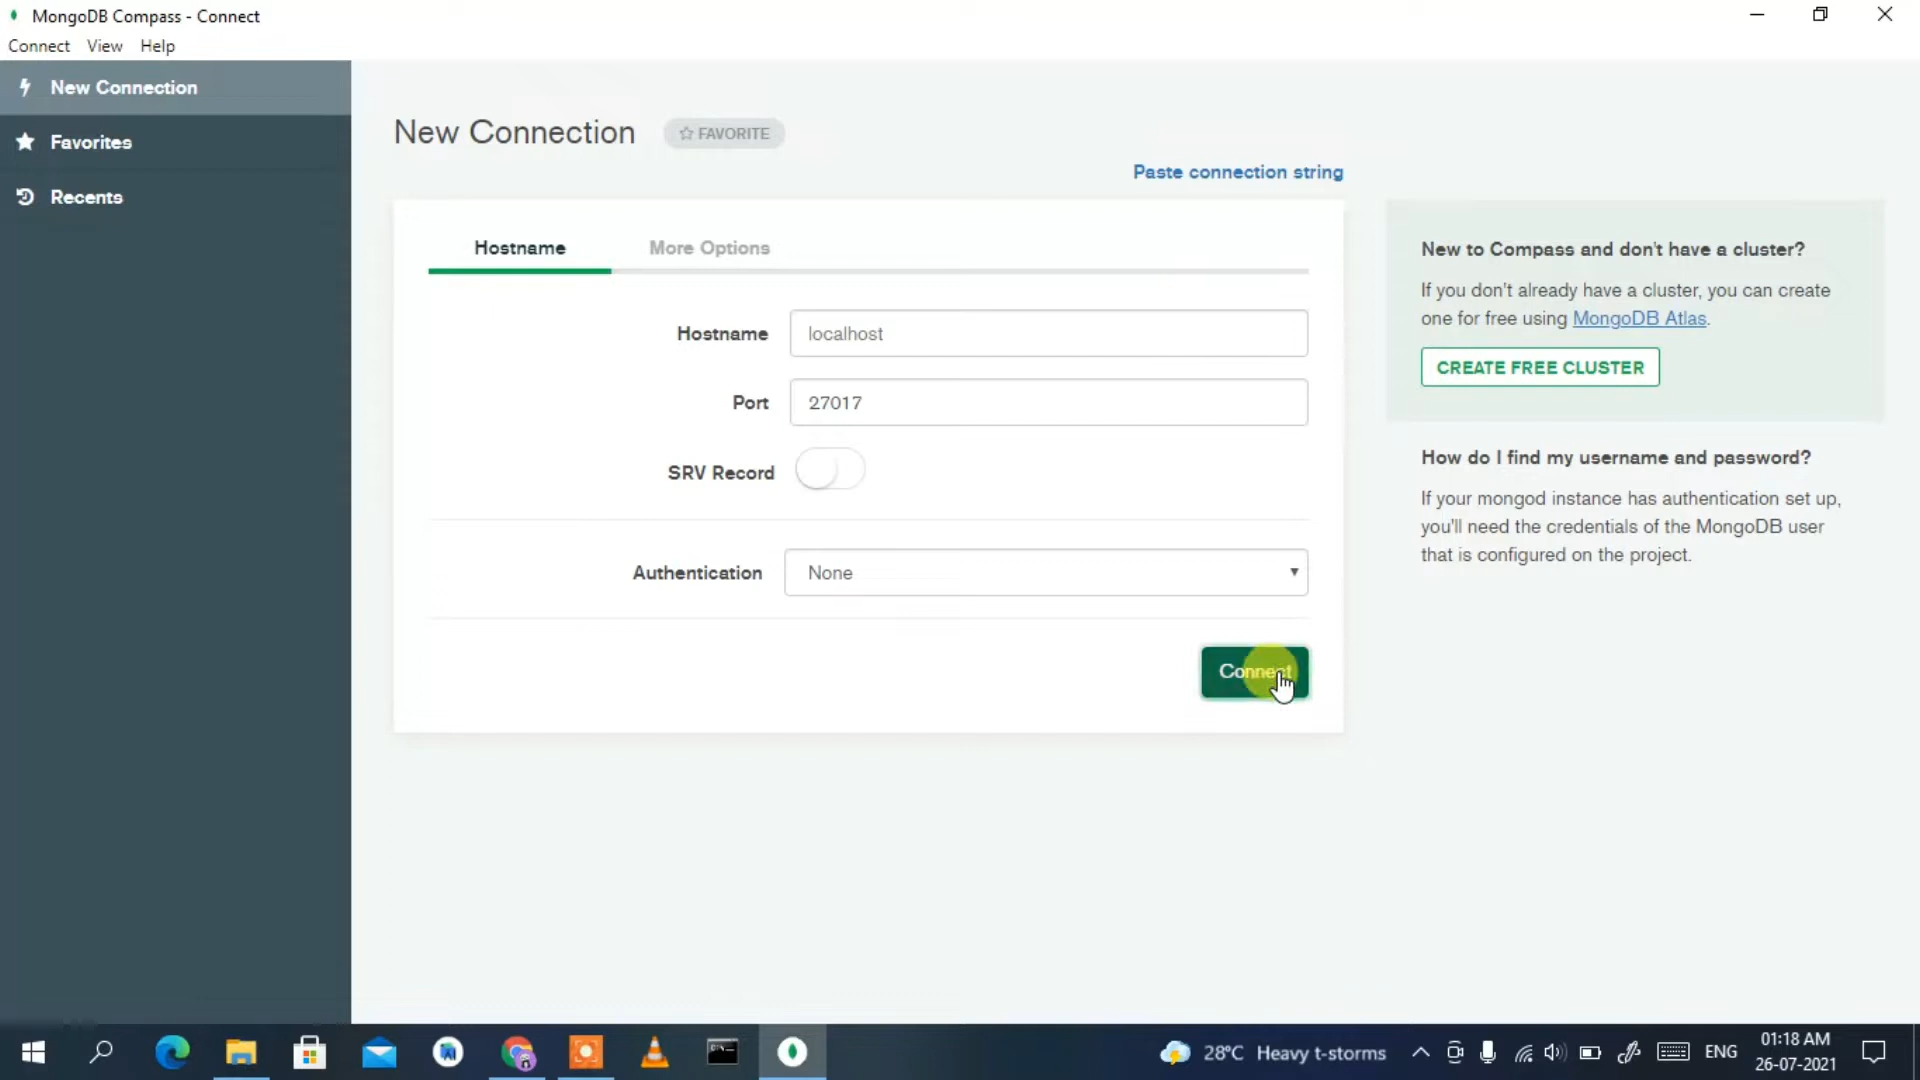 MongoDB Compass - Connect
Connect View Help
New Connection
Favorites
Recents
New Connection
FAVORITE
Paste connection string
Hostname
More Options
Hostname
localhost
Port
27017
SRV Record
Authentication
None
Connect
New to Compass and don't have a cluster?
If you don't already have a cluster, you can create
one for free using MongoDB Atlas.
CREATE FREE CLUSTER
How do I find my username and password?
If your mongod instance has authentication set up,
you'll need the credentials of the MongoDB user
that is configured on the project.
28°C Heavy t-storms
ENG
01:18 AM
26-07-2021